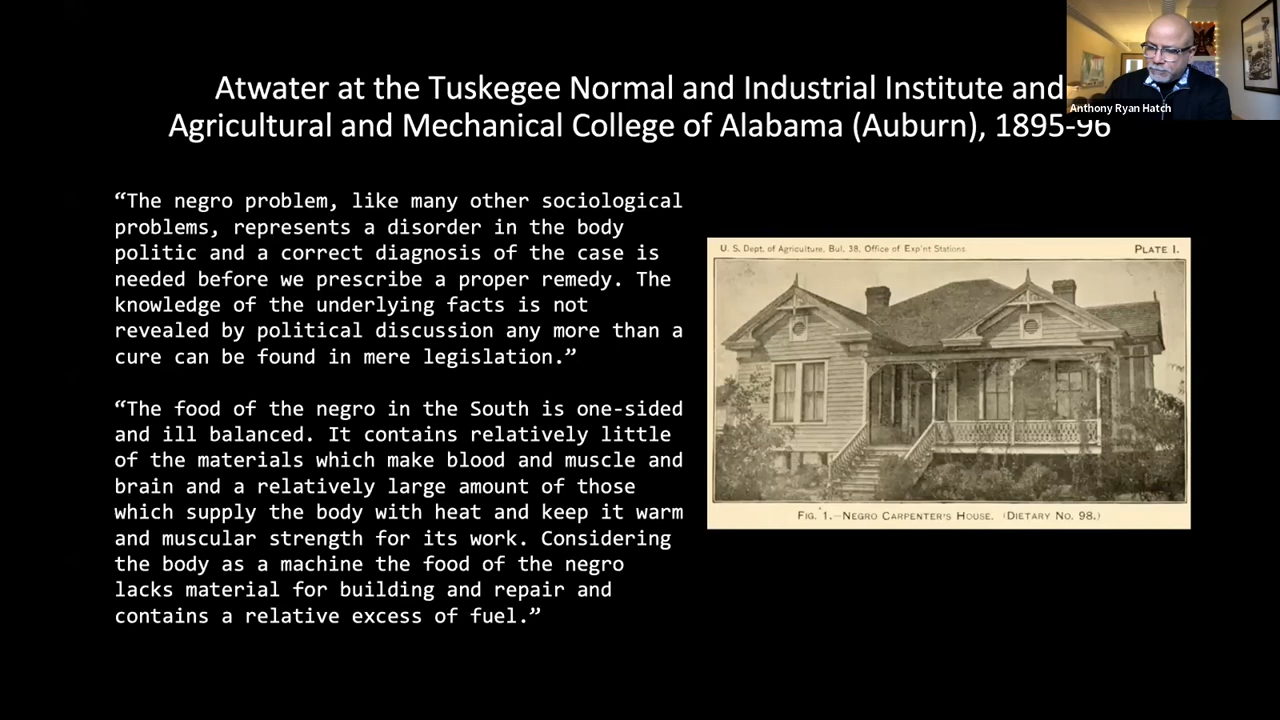 Atwater at the Tuskegee Normal and Industrial Institute and
Agricultural and Mechanical College of Alabama (Auburn), 1895-96
Anthony Ryan Hatch
“The negro problem, like many other sociological
problems, represents a disorder in the body
politic and a correct diagnosis of the case is
needed before we prescribe a proper remedy. The
knowledge of the underlying facts is not
revealed by political discussion any more than a
cure can be found in mere legislation.”
“The food of the negro in the South is one-sided
and ill balanced. It contains relatively little
of the materials which make blood and muscle and
brain and a relatively large amount of those
which supply the body with heat and keep it warm
and muscular strength for its work. Considering
the body as a machine the food of the negro
lacks material for building and repair and
contains a relative excess of fuel.”
U. S. Dept. of Agriculture, Bul. 38, Office of Exp'nt Stations. PLATE I.
FIG. 1.—NEGRO CARPENTER'S HOUSE. (DIETARY NO. 98.)